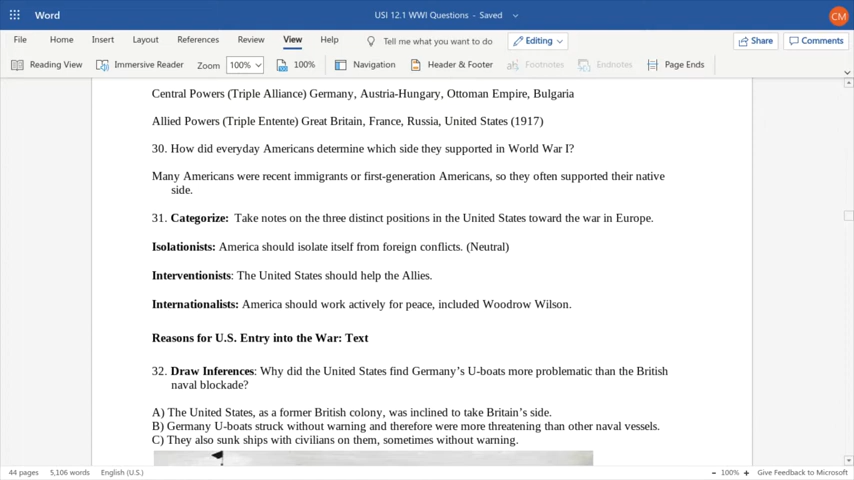 Word
USI 12.1 WWI Questions - Saved
CM
File Home Insert Layout References Review View Help Tell me what you want to do Editing Share Comments
Reading View Immersive Reader Zoom 100% 100% Navigation Header & Footer Footnotes Endnotes Page Ends
Central Powers (Triple Alliance) Germany, Austria-Hungary, Ottoman Empire, Bulgaria
Allied Powers (Triple Entente) Great Britain, France, Russia, United States (1917)
30. How did everyday Americans determine which side they supported in World War I?
Many Americans were recent immigrants or first-generation Americans, so they often supported their native
side.
31. Categorize: Take notes on the three distinct positions in the United States toward the war in Europe.
Isolationists: America should isolate itself from foreign conflicts. (Neutral)
Interventionists: The United States should help the Allies.
Internationalists: America should work actively for peace, included Woodrow Wilson.
Reasons for U.S. Entry into the War: Text
32. Draw Inferences: Why did the United States find Germany's U-boats more problematic than the British
naval blockade?
A) The United States, as a former British colony, was inclined to take Britain's side.
B) Germany U-boats struck without warning and therefore were more threatening than other naval vessels.
C) They also sunk ships with civilians on them, sometimes without warning.
44 pages 5,106 words English (U.S.) - 100% + Give Feedback to Microsoft